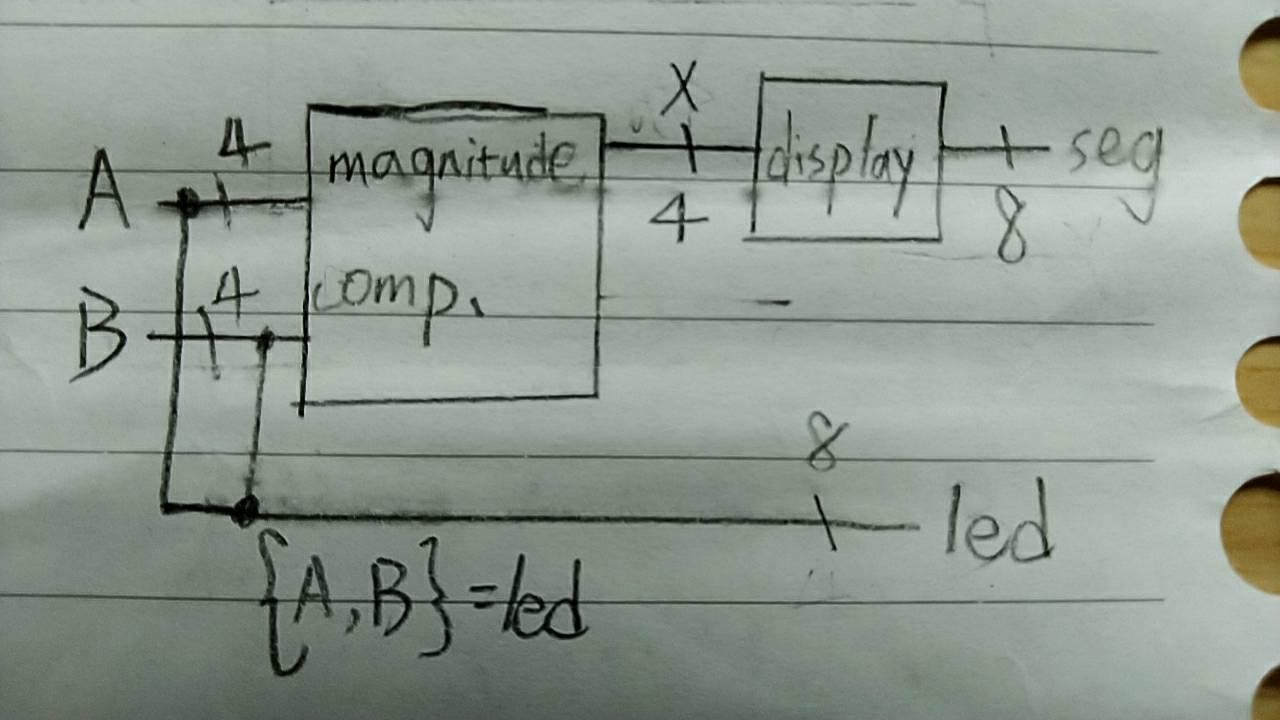 X
4
magnitude
display
seg
A
4
8
4
comp.
B
8
led
{A,B}=led